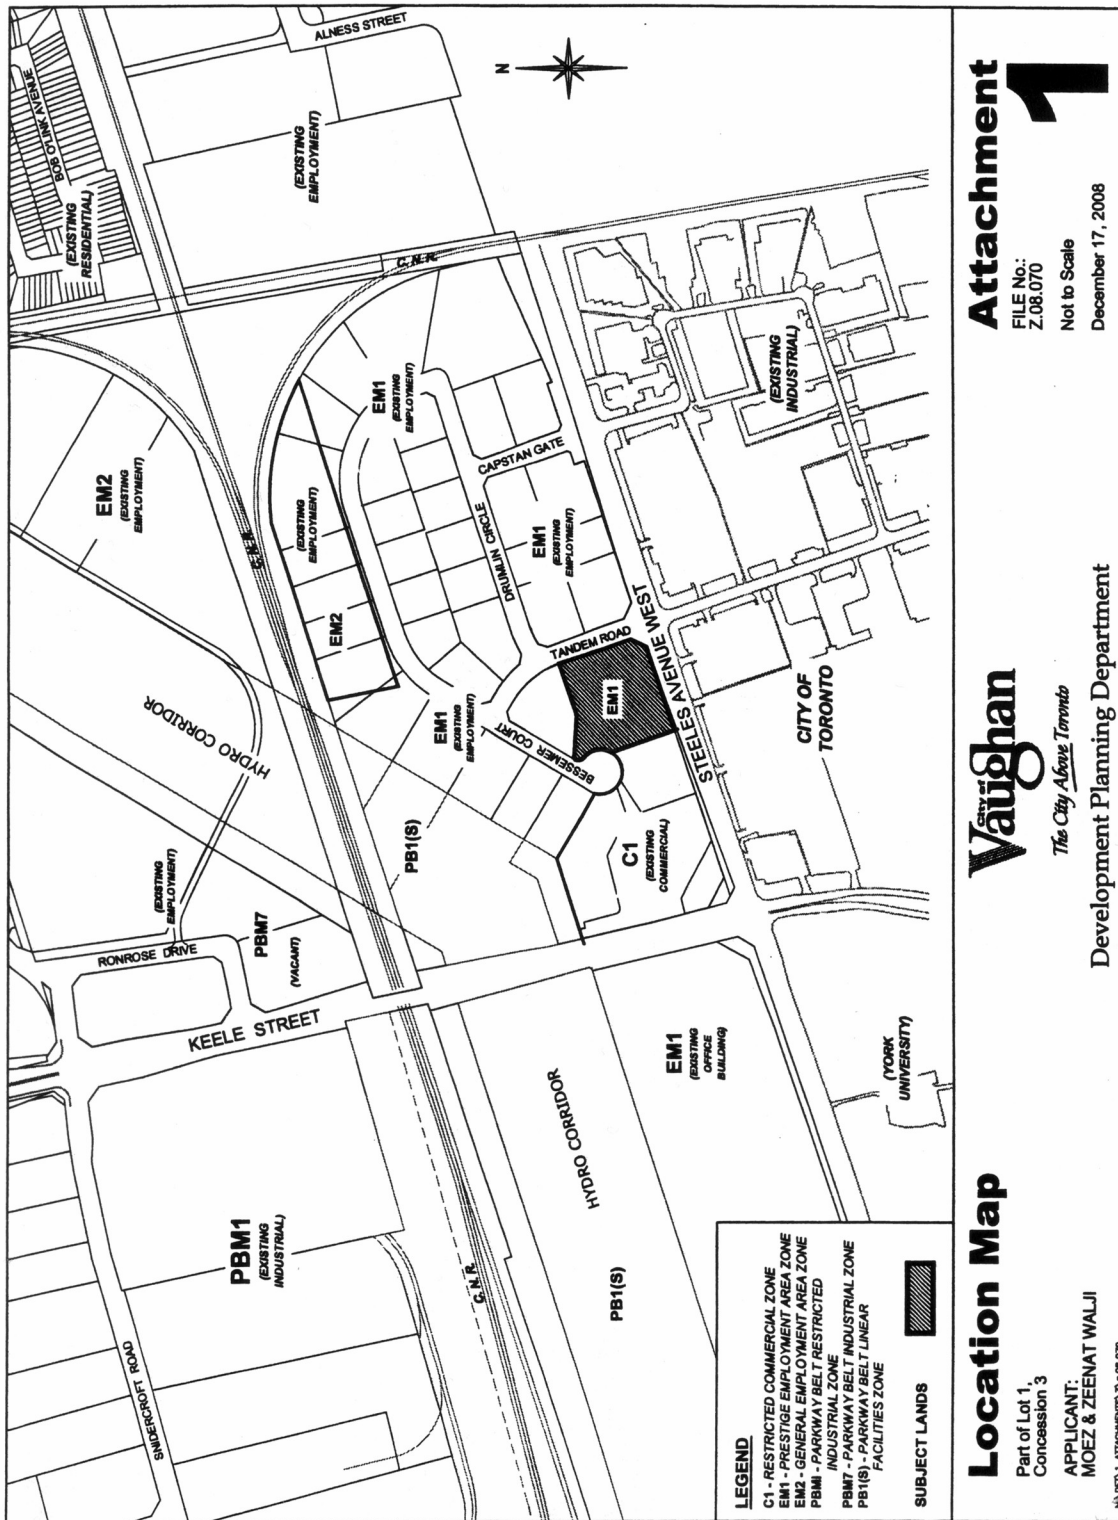 BOB O'LINK AVENUE
(EXISTING
RESIDENTIAL)
ALNESS STREET
N
(EXISTING
EMPLOYMENT)
C. N. R.
EM2
(EXISTING
EMPLOYMENT)
C. N. R.
EM1
(EXISTING
EMPLOYMENT)
(EXISTING
EMPLOYMENT)
EM2
CAPSTAN GATE
DRUMLIN CIRCLE
EM1
(EXISTING
EMPLOYMENT)
(EXISTING
INDUSTRIAL)
HYDRO CORRIDOR
TANDEM ROAD
EM1
STEELES AVENUE WEST
EM1
(EXISTING
EMPLOYMENT)
BESSEMER COURT
CITY OF
TORONTO
PB1(S)
C1
(EXISTING
COMMERCIAL)
(EXISTING
EMPLOYMENT)
RONROSE DRIVE
PBM7
(VACANT)
KEELE STREET
EM1
(EXISTING
OFFICE
BUILDING)
(YORK
UNIVERSITY)
HYDRO CORRIDOR
PBM1
(EXISTING
INDUSTRIAL)
C. N. R.
PB1(S)
SNIDERCROFT ROAD
LEGEND
C1 - RESTRICTED COMMERCIAL ZONE
EM1 - PRESTIGE EMPLOYMENT AREA ZONE
EM2 - GENERAL EMPLOYMENT AREA ZONE
PBM1 - PARKWAY BELT RESTRICTED
INDUSTRIAL ZONE
PBM7 - PARKWAY BELT INDUSTRIAL ZONE
PB1(S) - PARKWAY BELT LINEAR
FACILITIES ZONE
SUBJECT LANDS
Location Map
Part of Lot 1,
Concession 3
APPLICANT:
MOEZ & ZEENAT WALJI
City of
Vaughan
The City Above Toronto
Development Planning Department
Attachment
1
FILE No.:
Z.08.070
Not to Scale
December 17, 2008